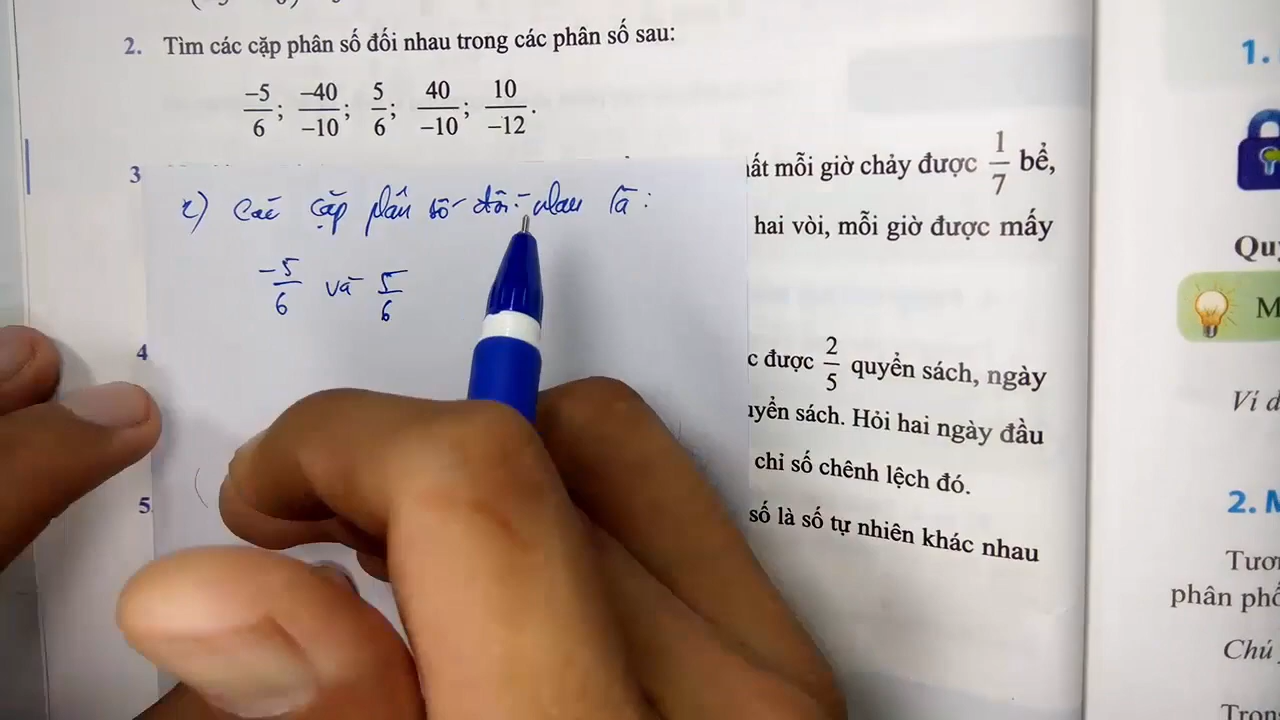 2. Tìm các cặp phân số đối nhau trong các phân số sau:
-5/6; -40/-10; 5/6; 40/-10; 10/-12.
3
2) Các cặp phân số đối nhau là:
-5/6 và 5/6
mỗi giờ chảy được 1/7 bể,
hai vòi, mỗi giờ được mấy
4
được 2/5 quyển sách, ngày
sách. Hỏi hai ngày đầu
chỉ số chênh lệch đó.
5
số là số tự nhiên khác nhau
1.
Quy
M
Ví d
2. M
Tươ
phân phố
Chú
Tron